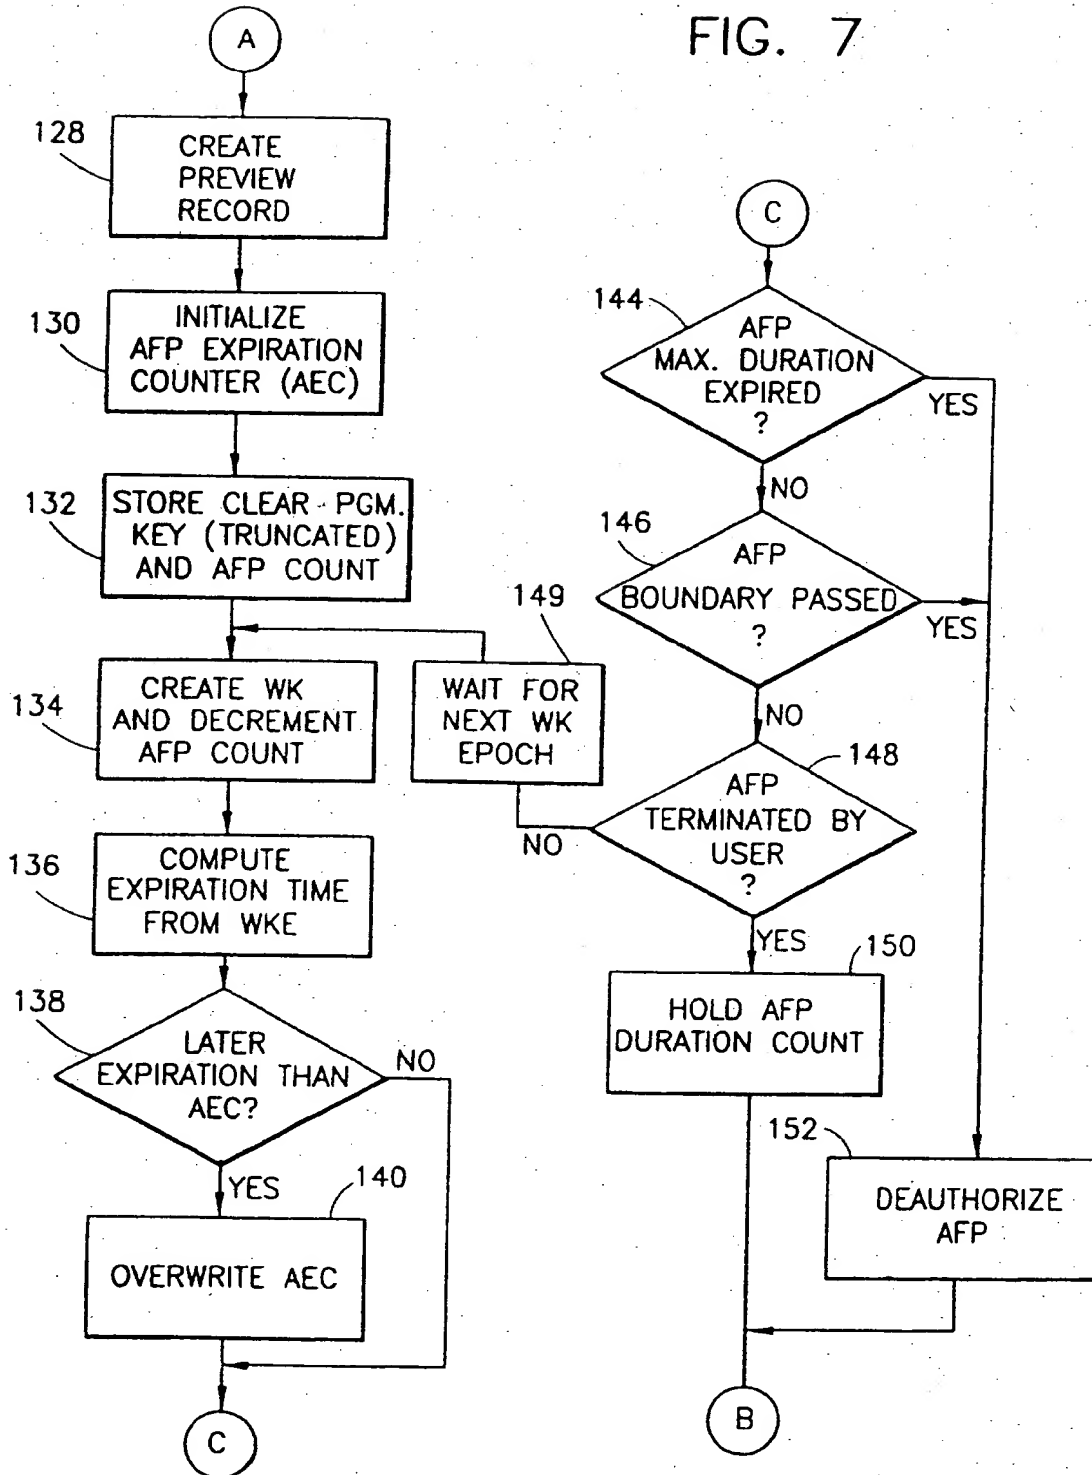 FIG. 7
A
128
CREATE
PREVIEW
RECORD
130
INITIALIZE
AFP EXPIRATION
COUNTER (AEC)
132
STORE CLEAR PGM.
KEY (TRUNCATED)
AND AFP COUNT
134
CREATE WK
AND DECREMENT
AFP COUNT
149
WAIT FOR
NEXT WK
EPOCH
136
COMPUTE
EXPIRATION TIME
FROM WKE
138
LATER
EXPIRATION THAN
AEC?
NO
YES
140
OVERWRITE AEC
C
C
144
AFP
MAX. DURATION
EXPIRED
?
YES
NO
146
AFP
BOUNDARY PASSED
?
YES
NO
148
AFP
TERMINATED BY
USER
?
NO
YES
150
HOLD AFP
DURATION COUNT
152
DEAUTHORIZE
AFP
B